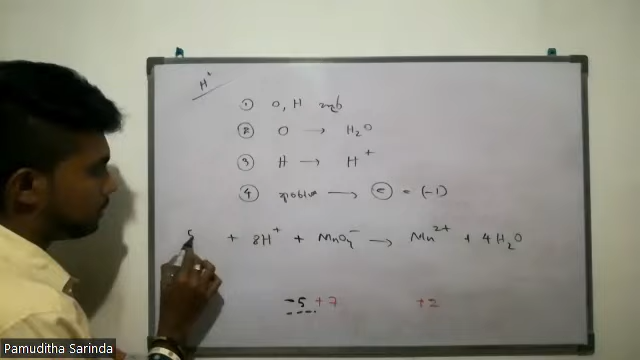 H⁺
① O, H
② O → H₂O
③ H → H⁺
④ → ⊖ = (-1)
5 + 8H⁺ + MnO₄⁻ → Mn²⁺ + 4H₂O
-5 +7 +2
Pamuditha Sarinda